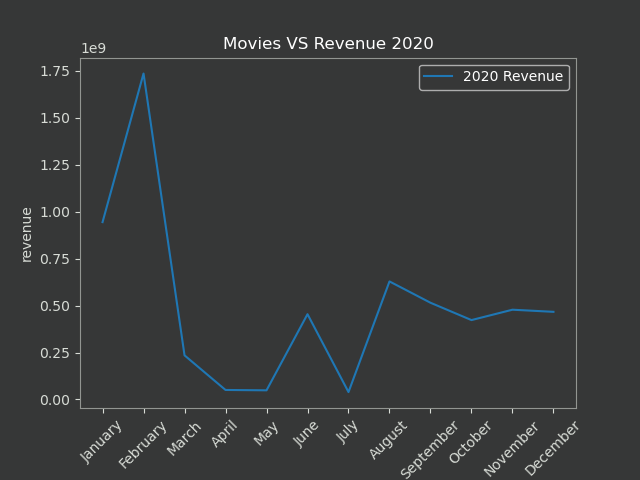 Movies VS Revenue 2020
1e9
2020 Revenue
1.75
1.50
1.25
1.00
0.75
0.50
0.25
0.00
revenue
January
February
March
April
May
June
July
August
September
October
November
December